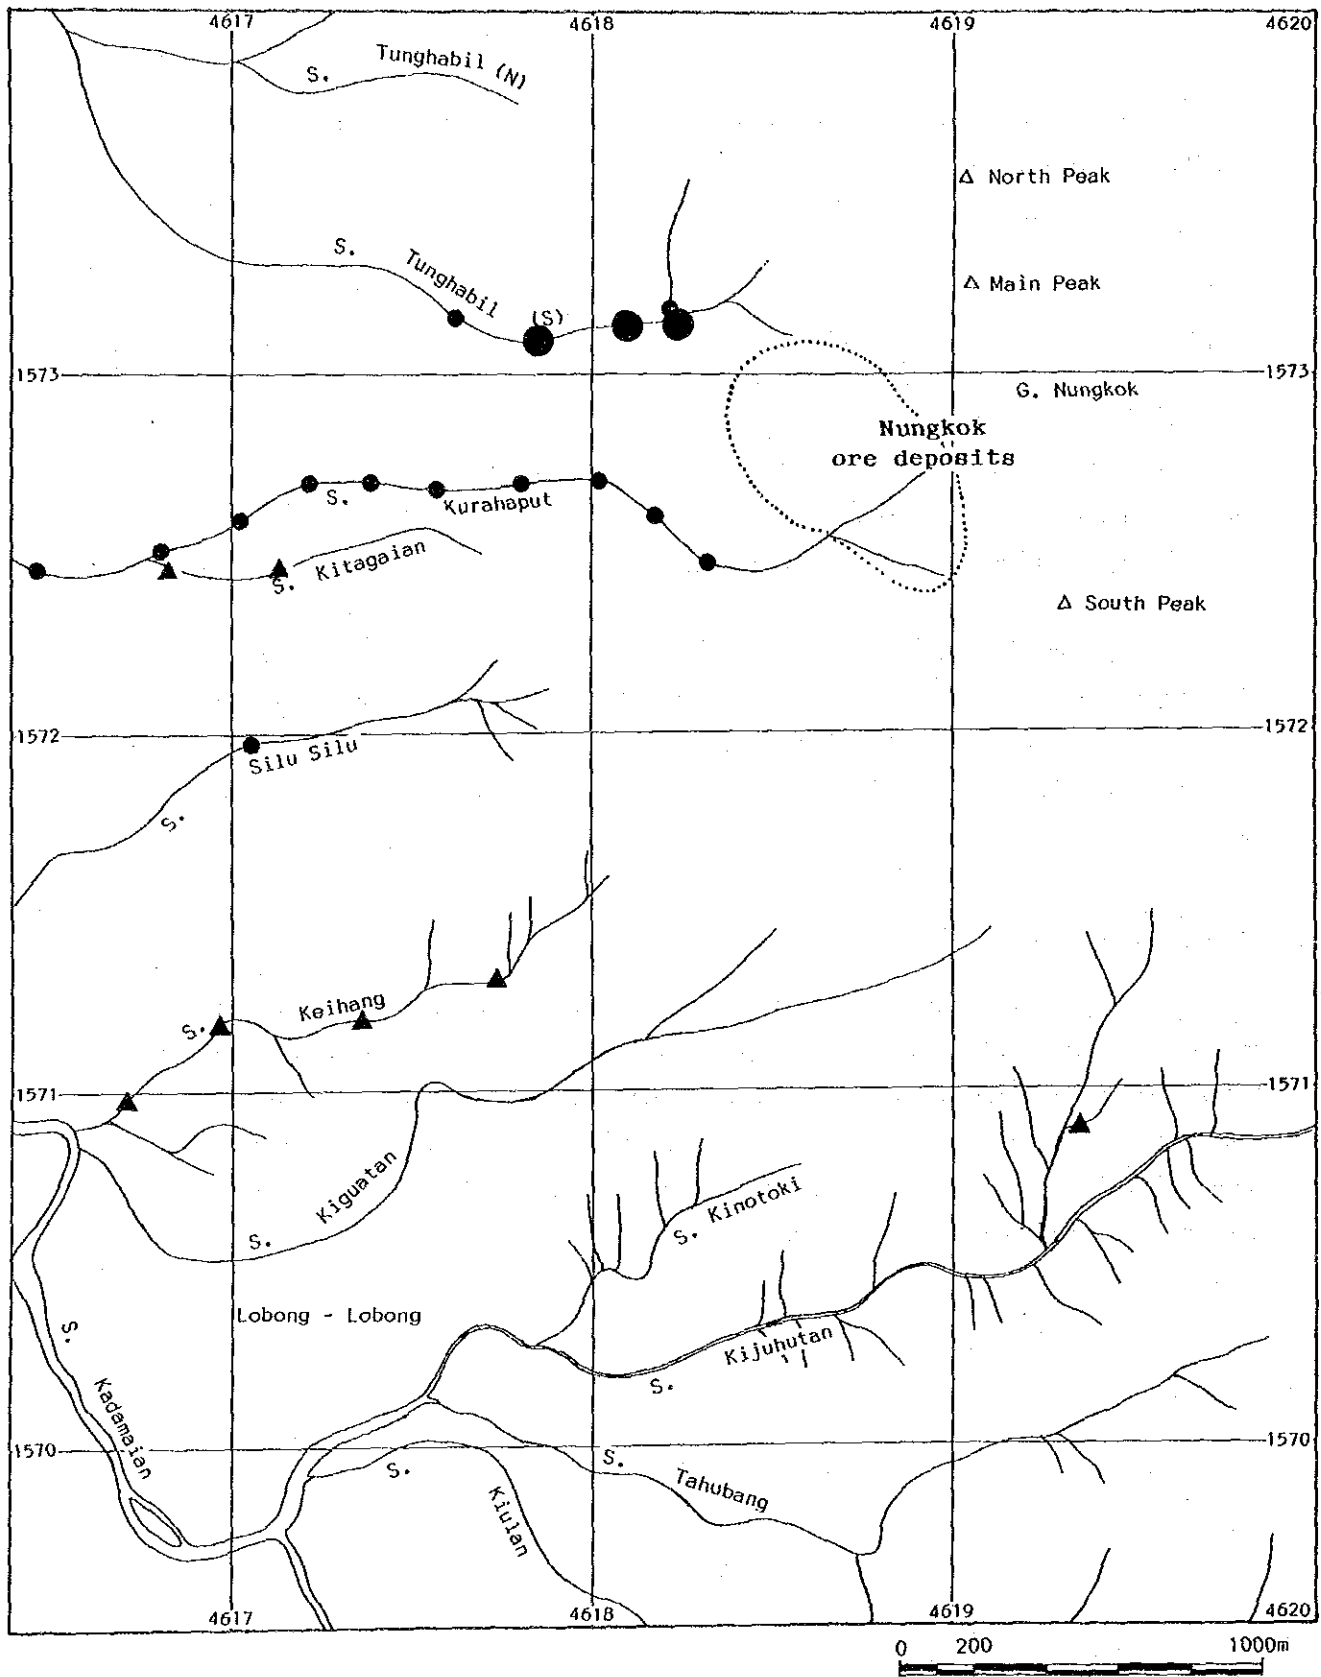 4617
4618
4619
4620
S. Tunghabil (N)
North Peak
S. Tunghabil (S)
Main Peak
1573
1573
G. Nungkok
Nungkok
ore deposits
S. Kurahaput
S. Kitagaian
South Peak
1572
1572
S. Silu Silu
S. Keihang
1571
1571
S. Kiguatan
S. Kinotoki
Lobong - Lobong
S. Kijuhutan
S. Kadamaian
1570
1570
S. Kiulan
S. Tahubang
4617
4618
4619
4620
0 200 1000m